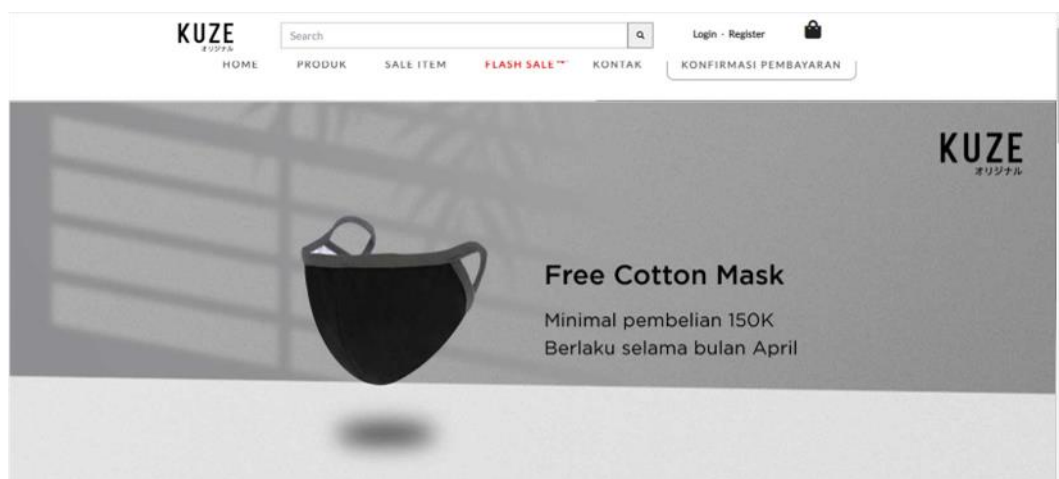 KUZE
オリジナル
Search
Login - Register
HOME PRODUK SALE ITEM FLASH SALE™ KONTAK KONFIRMASI PEMBAYARAN
KUZE
オリジナル
Free Cotton Mask
Minimal pembelian 150K
Berlaku selama bulan April